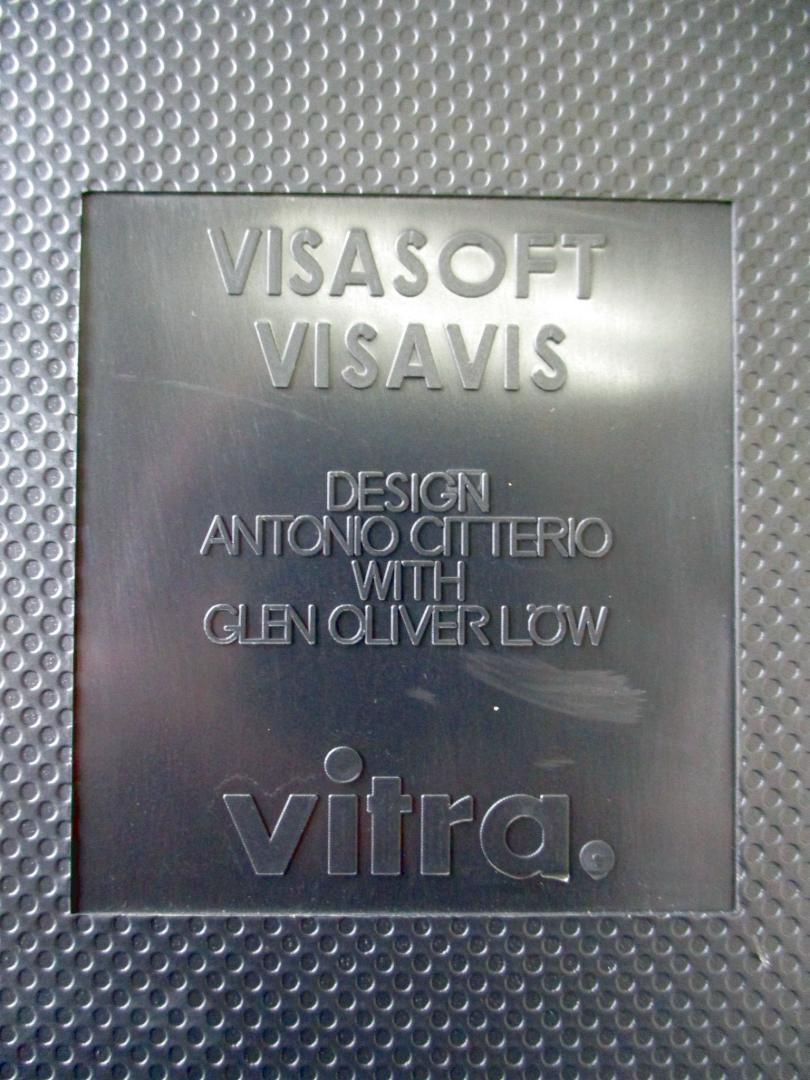 VISASOFT
VISAVIS
DESIGN
ANTONIO CITTERIO
WITH
GLEN OLIVER LÖW
vitra.